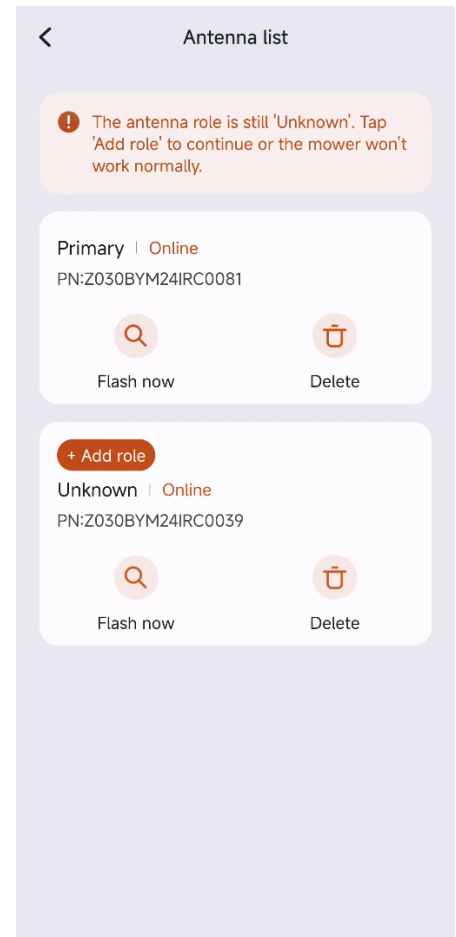 Antenna list
The antenna role is still 'Unknown'. Tap
'Add role' to continue or the mower won't
work normally.
Primary | Online
PN:Z030BYM24IRC0081
Flash now Delete
+ Add role
Unknown | Online
PN:Z030BYM24IRC0039
Flash now Delete